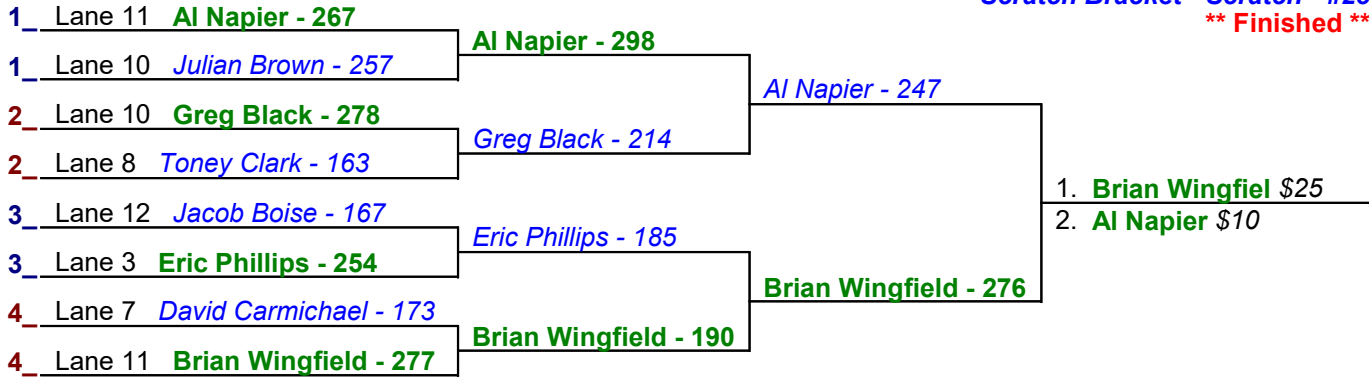 Scratch Bracket - Scratch - #25
** Finished **
1_ Lane 11 Al Napier - 267
Al Napier - 298
1_ Lane 10 Julian Brown - 257
Al Napier - 247
2_ Lane 10 Greg Black - 278
Greg Black - 214
2_ Lane 8 Toney Clark - 163
1. Brian Wingfiel $25
2. Al Napier $10
3_ Lane 12 Jacob Boise - 167
Eric Phillips - 185
3_ Lane 3 Eric Phillips - 254
Brian Wingfield - 276
4_ Lane 7 David Carmichael - 173
Brian Wingfield - 190
4_ Lane 11 Brian Wingfield - 277